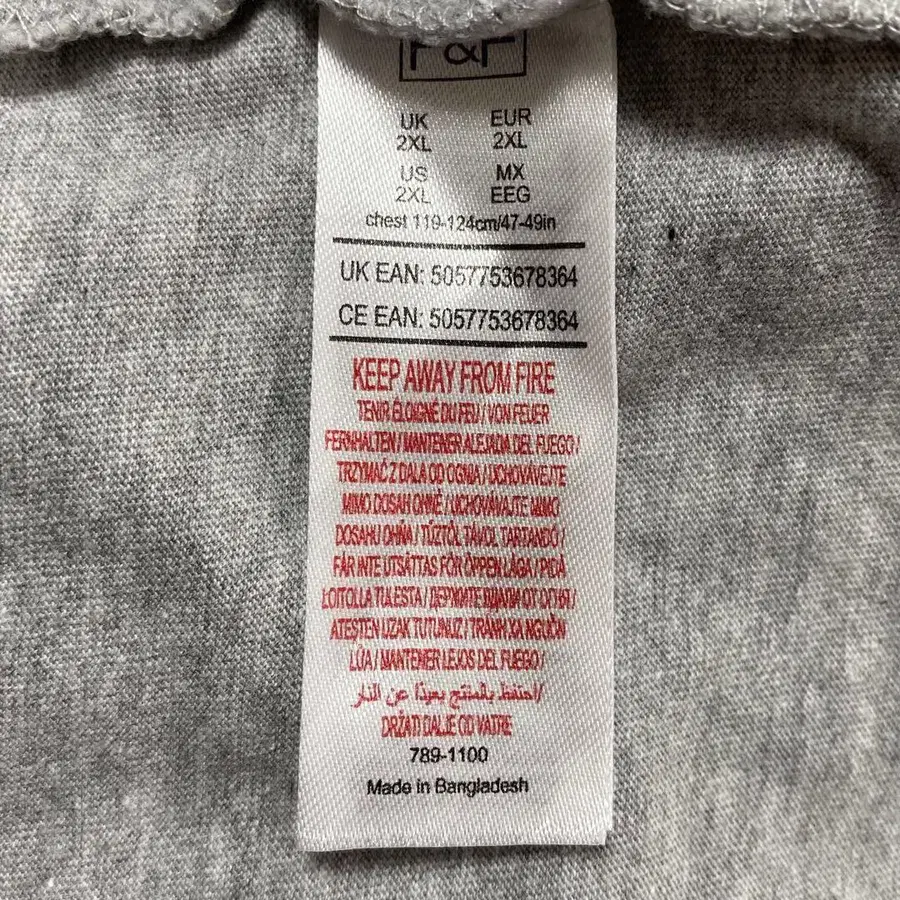 F&F
UK EUR
2XL 2XL
US MX
2XL EEG
chest 119-124cm/47-49in
UK EAN: 5057753678364
CE EAN: 5057753678364
KEEP AWAY FROM FIRE
TENIR ÉLOIGNÉ DU FEU / VON FEUER
FERNHALTEN / MANTENER ALEJADA DEL FUEGO /
TRZYMAĆ Z DALA OD OGNIA / UCHOVÁVEJTE
MIMO DOSAH OHNĚ / UCHOVÁVAJTE MIMO
DOSAHU OHŇA / TŰZTŐL TÁVOL TARTANDÓ /
FÅR INTE UTSÄTTAS FÖR ÖPPEN LÅGA / PIDÄ
LOITOLLA TULESTA / ДЕРЖИТЕ ВДАЛИ ОТ ОГНЯ /
ATEŞTEN UZAK TUTUNUZ / TRÁNH XA NGUỒN
LỬA / MANTENER LEJOS DEL FUEGO /
احتفظ بالمنتج بعيدًا عن النار/
DRŽATI DALJE OD VATRE
789-1100
Made in Bangladesh